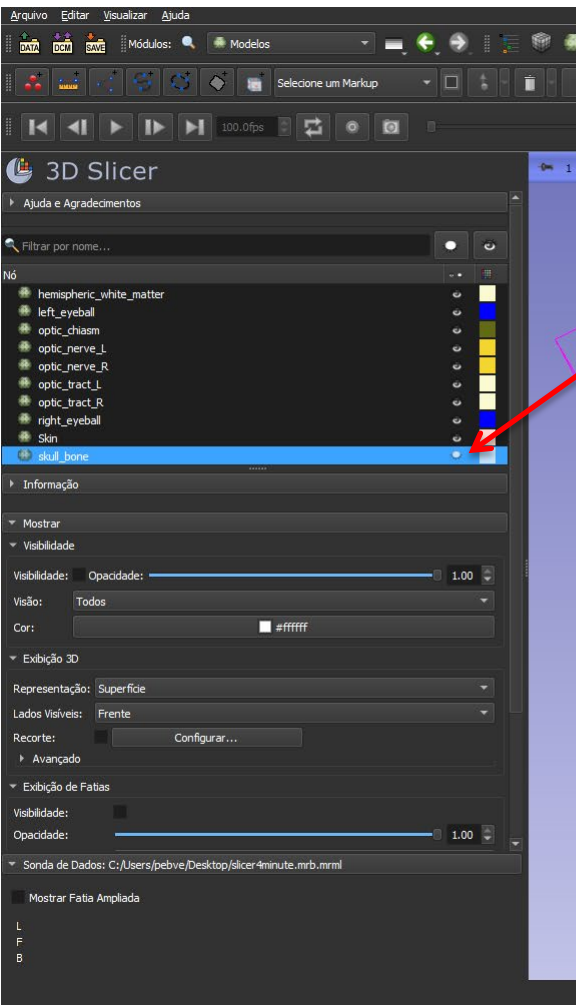 Arquivo Editar Visualizar Ajuda
DATA DCM SAVE Módulos: Modelos
Selecione um Markup
100.0fps
3D Slicer
1
Ajuda e Agradecimentos
Filtrar por nome...
Nó
hemispheric_white_matter
left_eyeball
optic_chiasm
optic_nerve_L
optic_nerve_R
optic_tract_L
optic_tract_R
right_eyeball
Skin
skull_bone
Informação
Mostrar
Visibilidade
Visibilidade: Opacidade: 1.00
Visão: Todos
Cor: #ffffff
Exibição 3D
Representação: Superfície
Lados Visíveis: Frente
Recorte: Configurar...
Avançado
Exibição de Fatias
Visibilidade:
Opacidade: 1.00
Sonda de Dados: C:/Users/pebve/Desktop/slicer4minute.mrb.mrml
Mostrar Fatia Ampliada
L
F
B